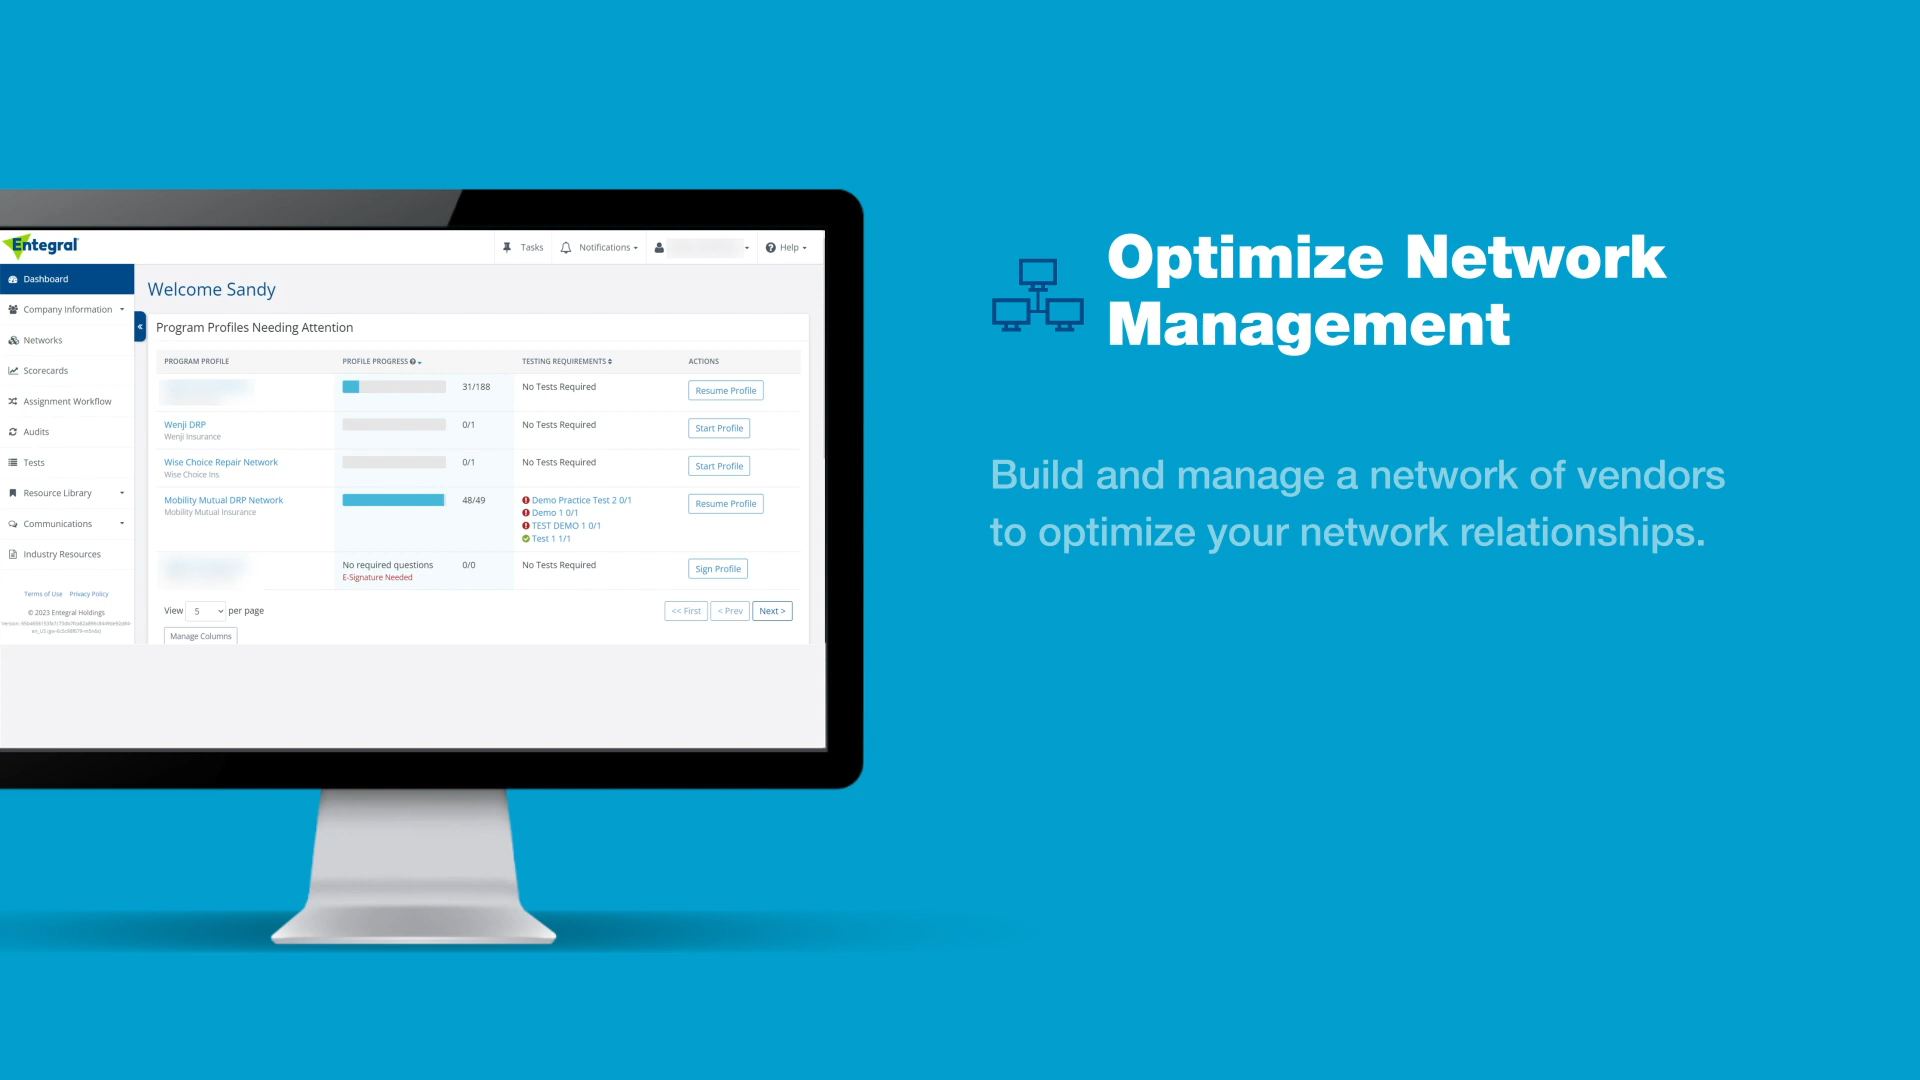 Entegral
Tasks
Notifications
Help
Dashboard
Company Information
Networks
Scorecards
Assignment Workflow
Audits
Tests
Resource Library
Communications
Industry Resources
Terms of Use Privacy Policy
© 2023 Entegral Holdings
Welcome Sandy
Program Profiles Needing Attention
PROGRAM PROFILE PROFILE PROGRESS TESTING REQUIREMENTS ACTIONS
31/188 No Tests Required Resume Profile
Wenji DRP 0/1 No Tests Required Start Profile
Wenji Insurance
Wise Choice Repair Network 0/1 No Tests Required Start Profile
Wise Choice Ins
Mobility Mutual DRP Network 48/49 Demo Practice Test 2 0/1 Resume Profile
Mobility Mutual Insurance
Demo 1 0/1
TEST DEMO 1 0/1
Test 1 1/1
No required questions 0/0 No Tests Required Sign Profile
E-Signature Needed
View 5 per page << First < Prev Next >
Manage Columns
Optimize Network
Management
Build and manage a network of vendors
to optimize your network relationships.